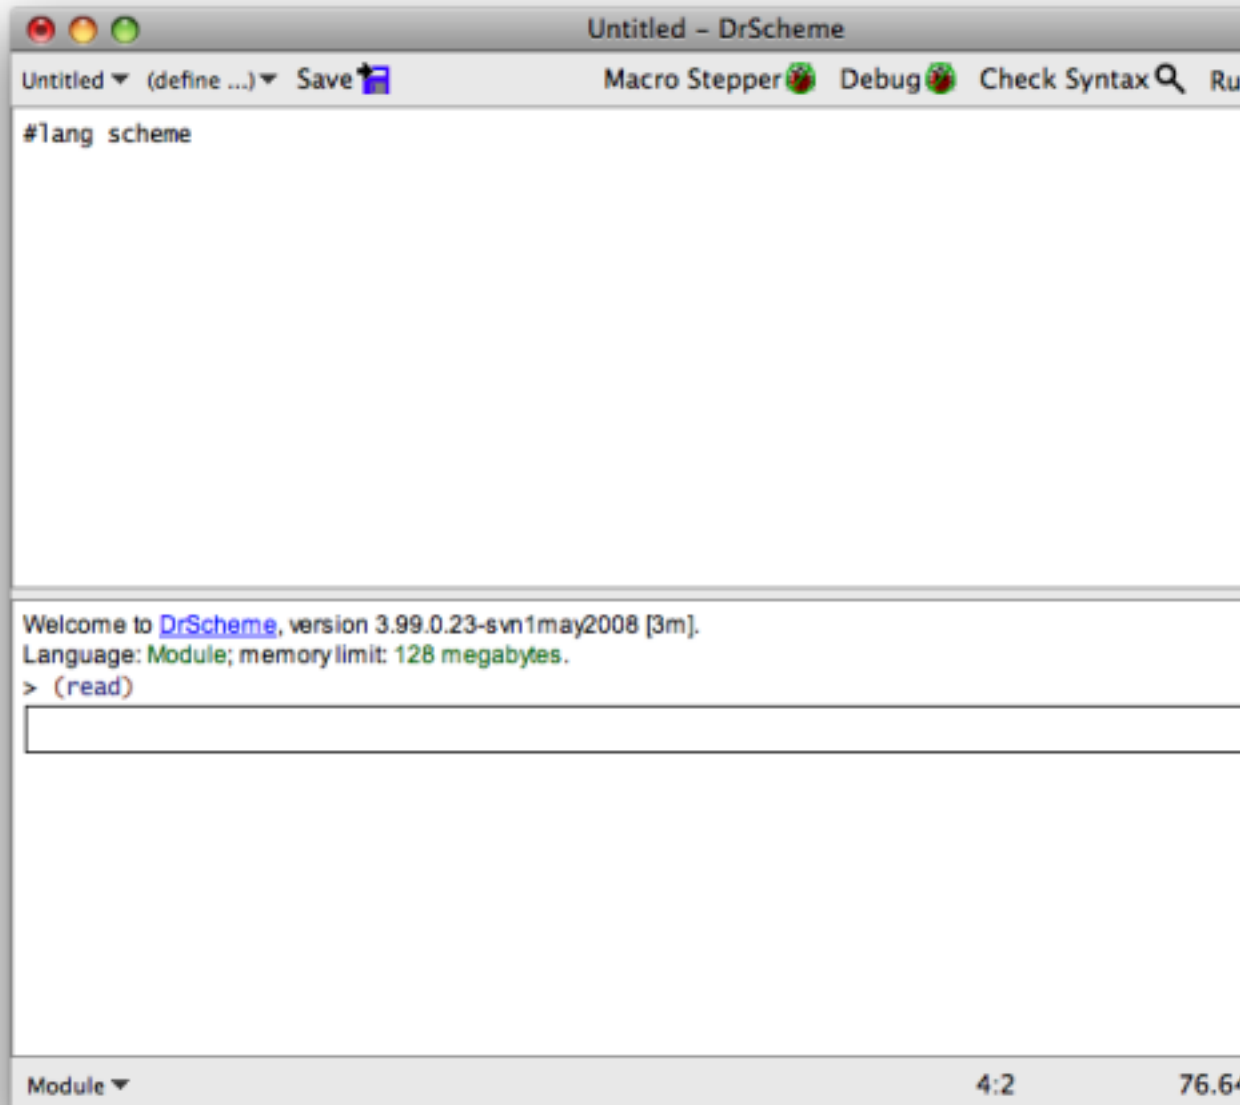 Untitled – DrScheme
Untitled (define ...) Save Macro Stepper Debug Check Syntax
#lang scheme
Welcome to DrScheme, version 3.99.0.23-svn1may2008 [3m].
Language: Module; memory limit: 128 megabytes.
> (read)
Module 4:2